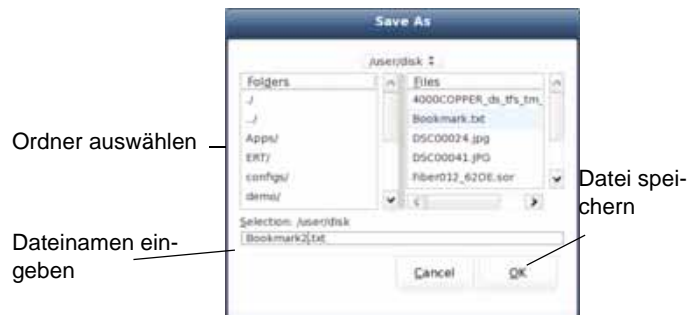 Save As
/user/disk
Folders
Files
./
4000COPPER_ds_tfs_tm_
../
Bookmark.txt
Apps/
DSC00024.jpg
Ordner auswählen
ERT/
DSC00041.JPG
configs/
Fiber012_62OE.sor
demo/
Datei spei-
chern
Selection: /user/disk
Bookmark2.txt
Dateinamen ein-
geben
Cancel
OK